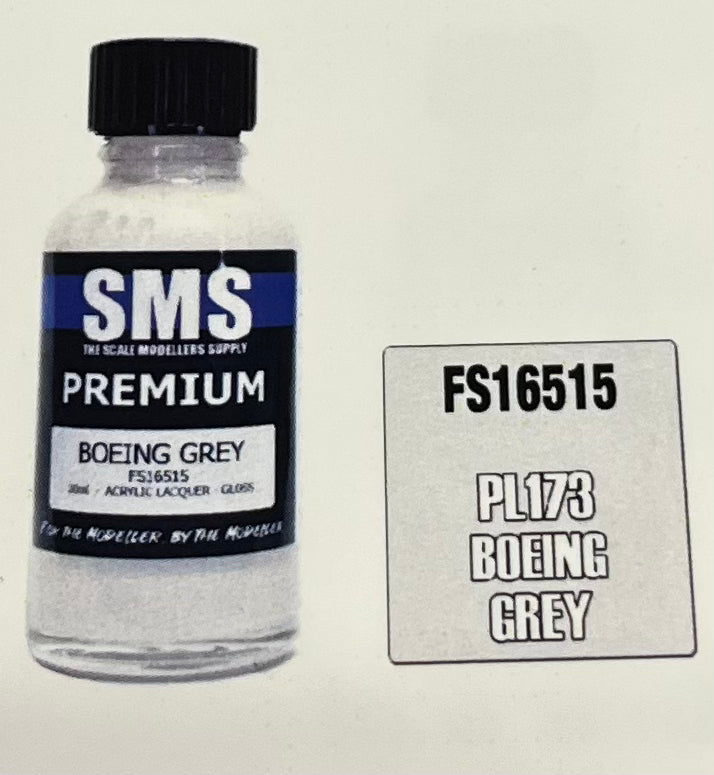 SMS
THE SCALE MODELLERS SUPPLY
PREMIUM
BOEING GREY
FS16515
30ml - ACRYLIC LACQUER - GLOSS
FOR THE MODELLER. BY THE MODELLER
FS16515
PL173
BOEING
GREY